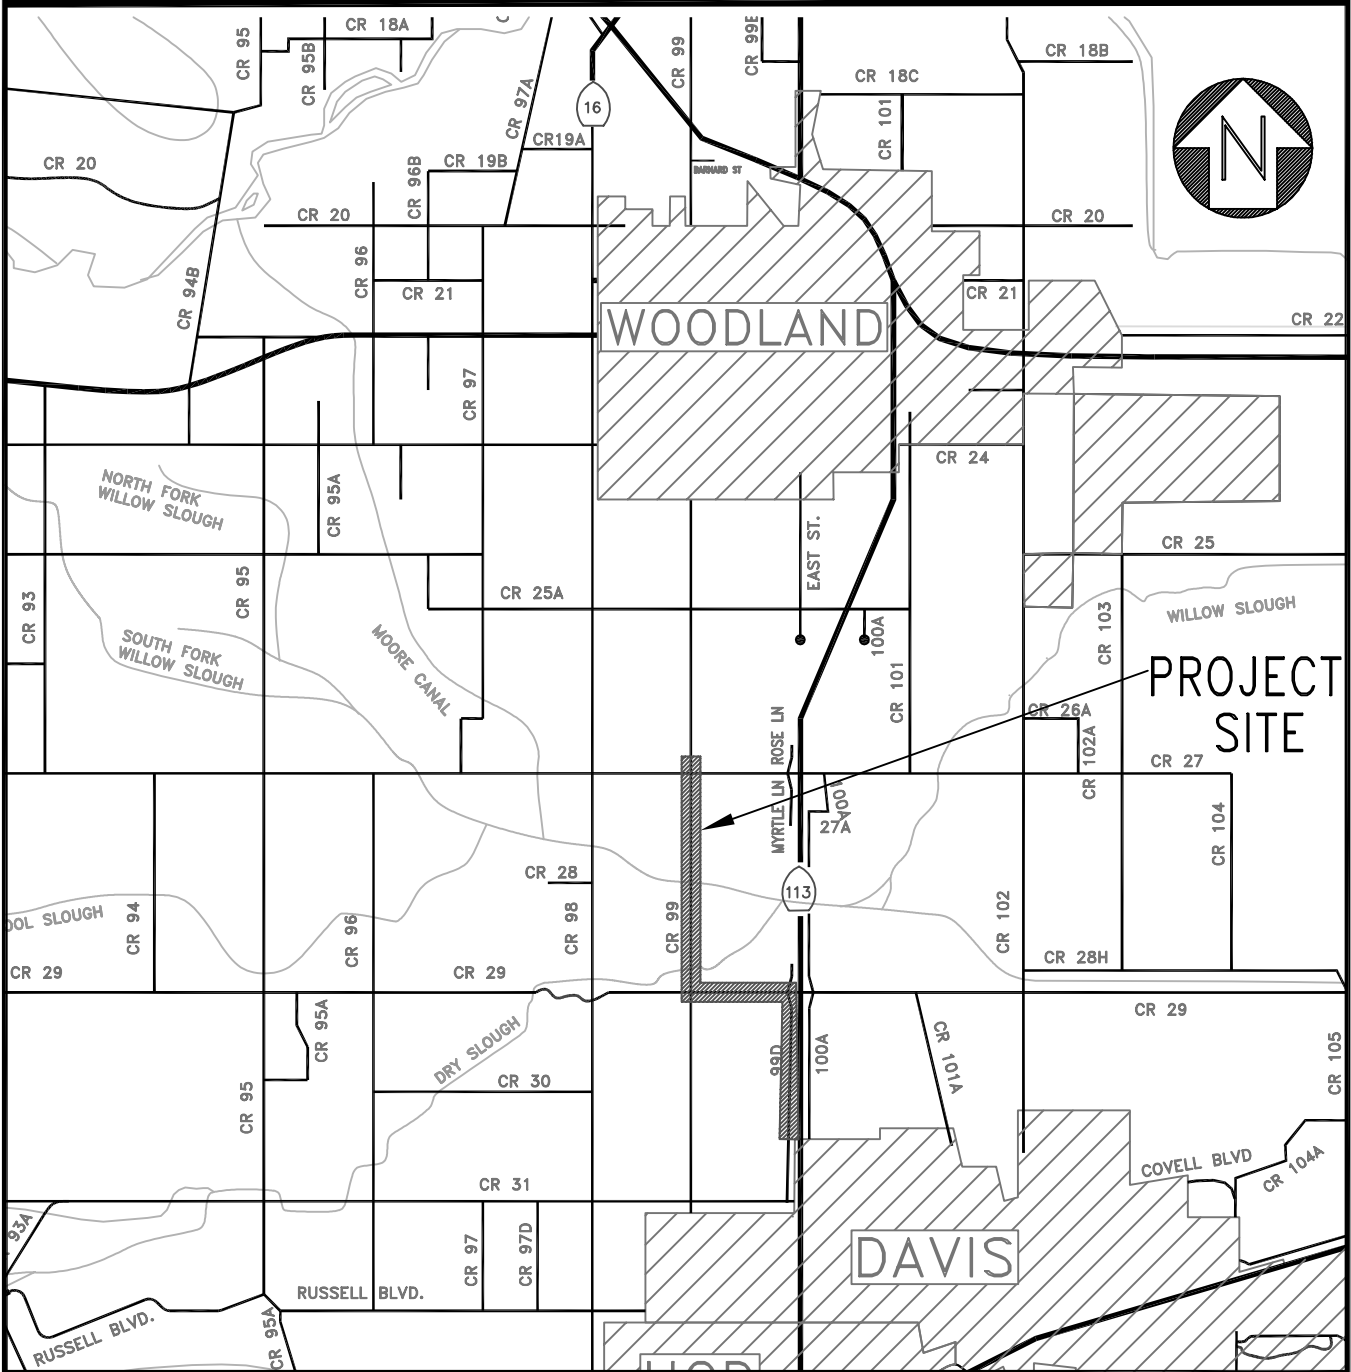 CR 95
CR 18A
CR 95B
CR 97A
16
CR 99
CR 99E
CR 18B
CR 18C
CR 101
N
CR 20
CR19A
CR 19B
CR 96B
BARNARD ST
CR 20
CR 20
CR 96
CR 94B
CR 21
CR 21
WOODLAND
CR 22
CR 97
CR 24
NORTH FORK
WILLOW SLOUGH
CR 95A
EAST ST.
CR 25
CR 93
CR 95
CR 25A
CR 103
WILLOW SLOUGH
SOUTH FORK
WILLOW SLOUGH
MOORE CANAL
100A
CR 101
PROJECT
SITE
CR 26A
ROSE LN
MYRTLE LN
CR 102A
CR 27
100A
27A
CR 104
CR 28
113
OOL SLOUGH
CR 94
CR 96
CR 98
CR 99
CR 102
CR 28H
CR 29
CR 29
CR 29
CR 95A
DRY SLOUGH
99D
100A
CR 101A
CR 105
CR 30
CR 95
COVELL BLVD
CR 104A
CR 31
93A
CR 97
CR 97D
DAVIS
RUSSELL BLVD.
RUSSELL BLVD.
CR 95A